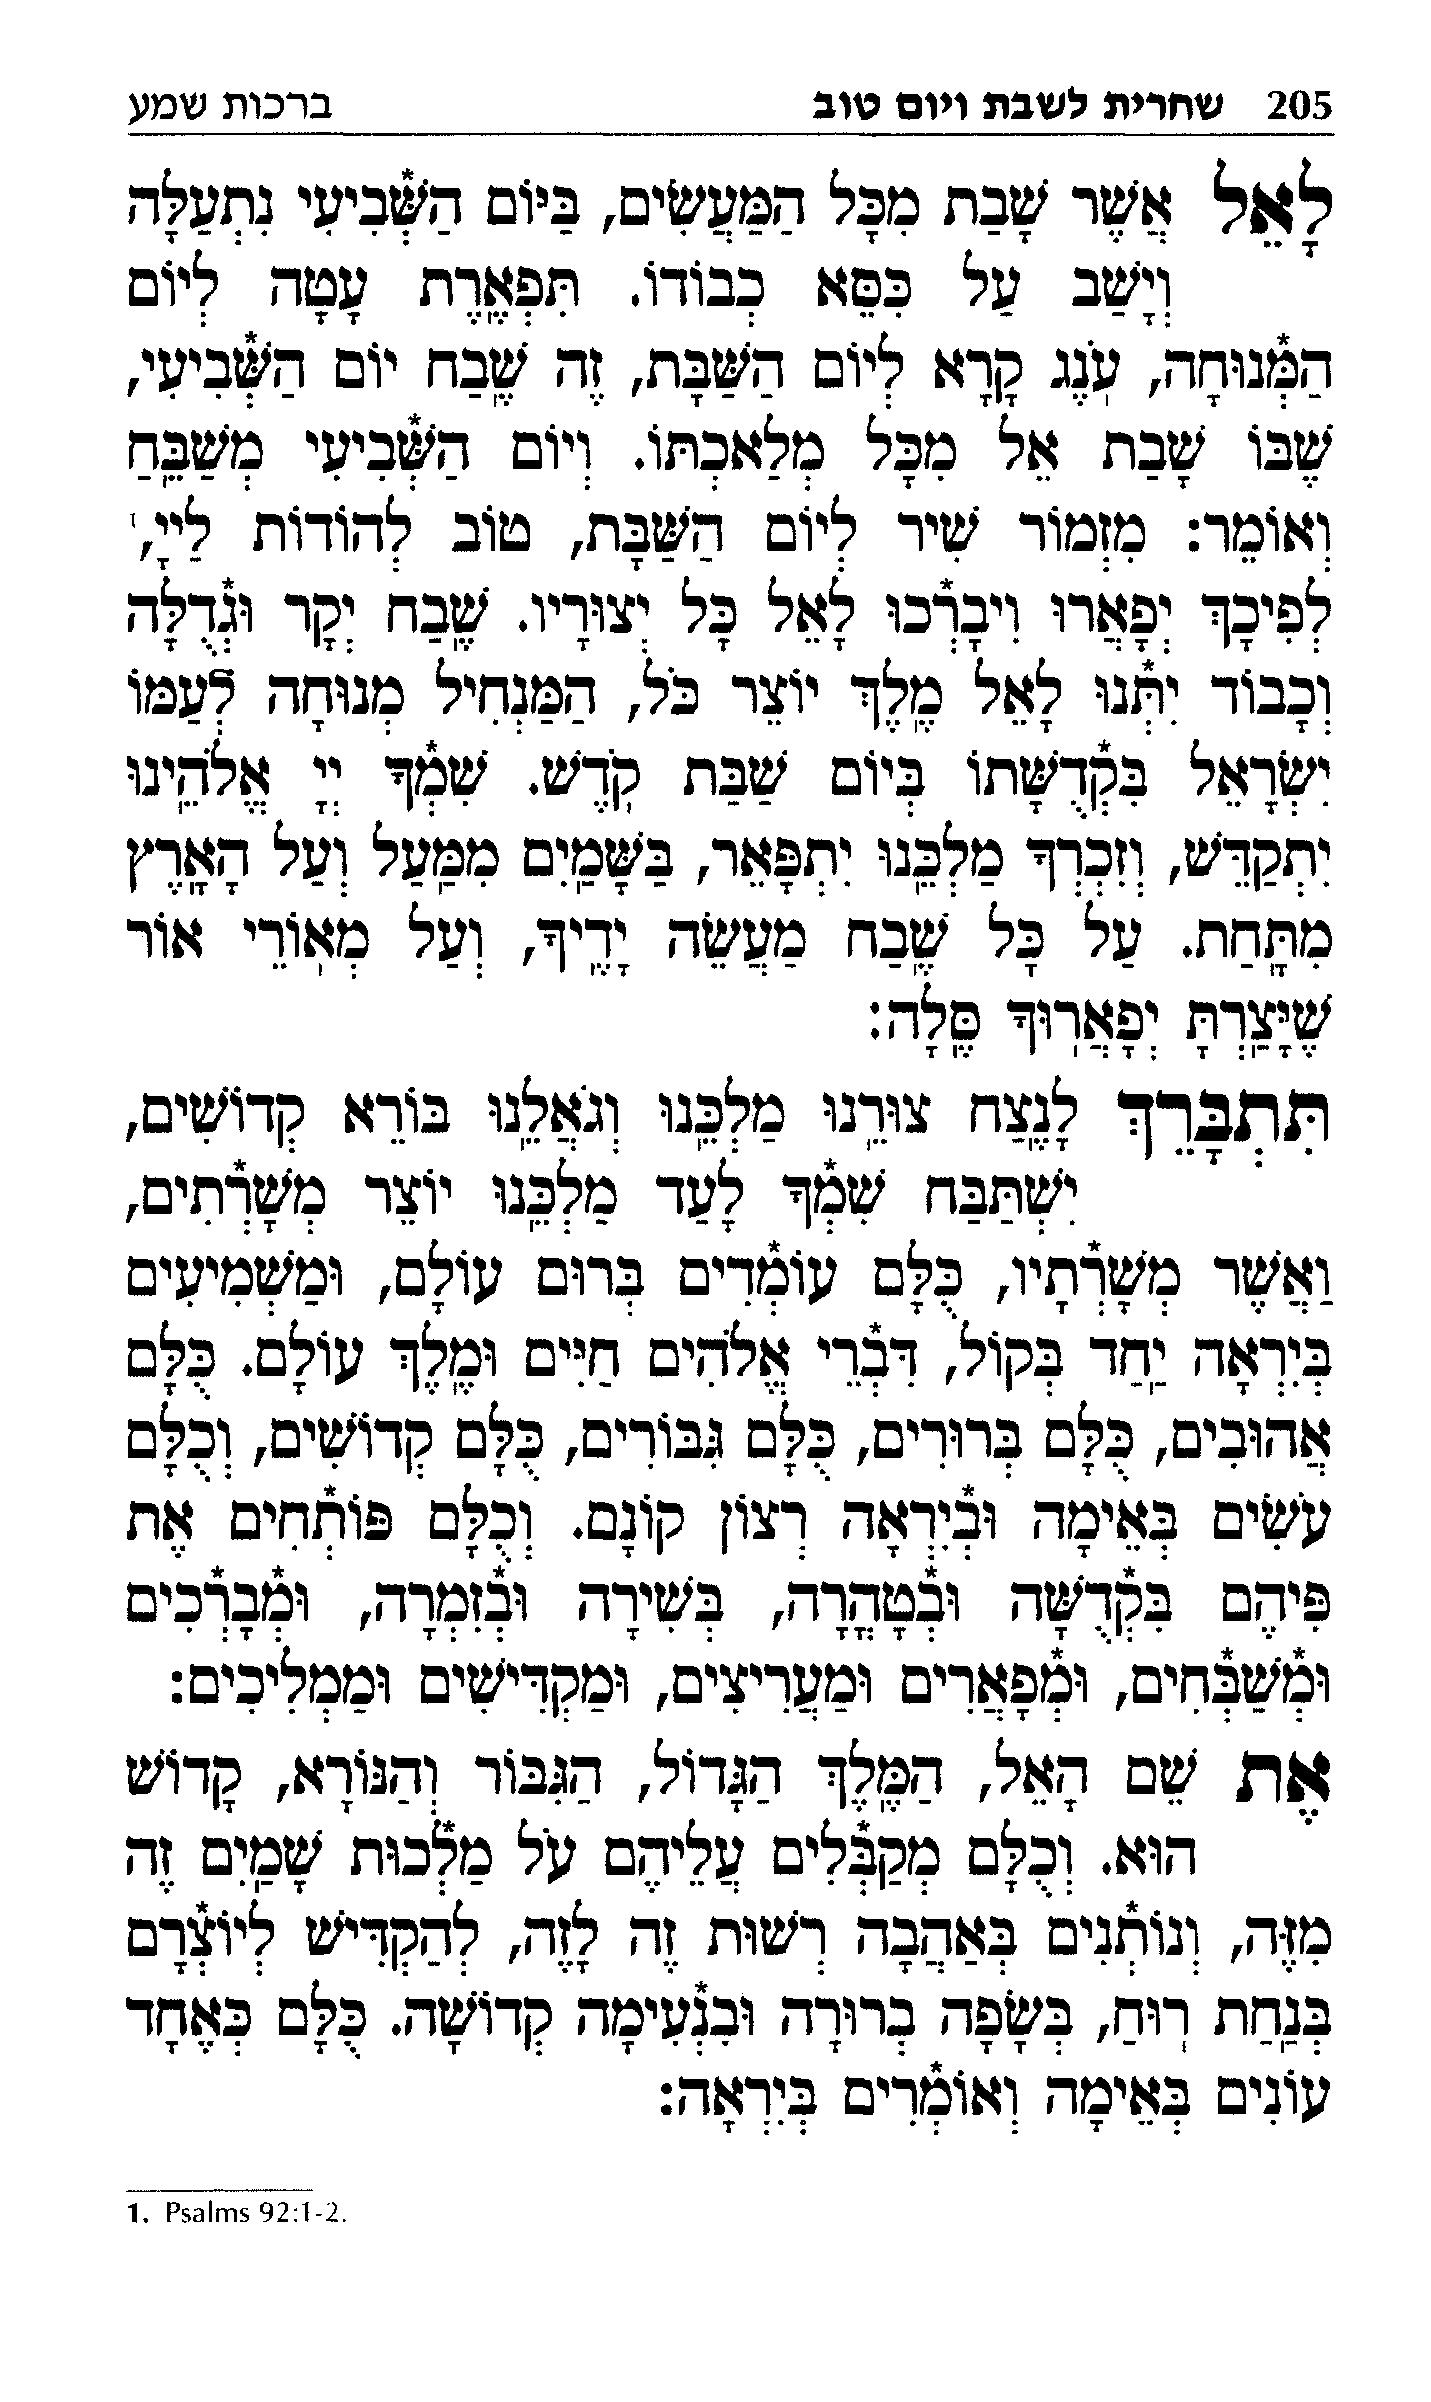 205 שחרית לשבת ויום טוב ברכות שמע
לָאֵל אֲשֶׁר שָׁבַת מִכָּל הַמַּעֲשִׂים, בַּיּוֹם הַשְּׁבִיעִי נִתְעַלָּה
וְיָשַׁב עַל כִּסֵּא כְבוֹדוֹ. תִּפְאֶרֶת עָטָה לְיוֹם
הַמְּנוּחָה, עֹנֶג קָרָא לְיוֹם הַשַּׁבָּת, זֶה שֶׁבַח יוֹם הַשְּׁבִיעִי,
שֶׁבּוֹ שָׁבַת אֵל מִכָּל מְלַאכְתּוֹ. וְיוֹם הַשְּׁבִיעִי מְשַׁבֵּחַ
וְאוֹמֵר: מִזְמוֹר שִׁיר לְיוֹם הַשַּׁבָּת, טוֹב לְהוֹדוֹת לַייָ,¹
לְפִיכָךְ יְפָאֲרוּ וִיבָרְכוּ לָאֵל כָּל יְצוּרָיו. שֶׁבַח יְקָר וּגְדֻלָּה
וְכָבוֹד יִתְּנוּ לָאֵל מֶלֶךְ יוֹצֵר כֹּל, הַמַּנְחִיל מְנוּחָה לְעַמּוֹ
יִשְׂרָאֵל בִּקְדֻשָּׁתוֹ בְּיוֹם שַׁבַּת קֹדֶשׁ. שִׁמְךָ יְיָ אֱלֹהֵינוּ
יִתְקַדֵּשׁ, וְזִכְרְךָ מַלְכֵּנוּ יִתְפָּאֵר, בַּשָּׁמַיִם מִמַּעַל וְעַל הָאָרֶץ
מִתָּחַת. עַל כָּל שֶׁבַח מַעֲשֵׂה יָדֶיךָ, וְעַל מְאוֹרֵי אוֹר
שֶׁיָּצַרְתָּ יְפָאֲרוּךָ סֶּלָה:
תִּתְבָּרֵךְ לָנֶצַח צוּרֵנוּ מַלְכֵּנוּ וְגֹאֲלֵנוּ בּוֹרֵא קְדוֹשִׁים,
יִשְׁתַּבַּח שִׁמְךָ לָעַד מַלְכֵּנוּ יוֹצֵר מְשָׁרְתִים,
וַאֲשֶׁר מְשָׁרְתָיו, כֻּלָּם עוֹמְדִים בְּרוּם עוֹלָם, וּמַשְׁמִיעִים
בְּיִרְאָה יַחַד בְּקוֹל, דִּבְרֵי אֱלֹהִים חַיִּים וּמֶלֶךְ עוֹלָם. כֻּלָּם
אֲהוּבִים, כֻּלָּם בְּרוּרִים, כֻּלָּם גִּבּוֹרִים, כֻּלָּם קְדוֹשִׁים, וְכֻלָּם
עֹשִׂים בְּאֵימָה וּבְיִרְאָה רְצוֹן קוֹנָם. וְכֻלָּם פּוֹתְחִים אֶת
פִּיהֶם בִּקְדֻשָּׁה וּבְטָהֳרָה, בְּשִׁירָה וּבְזִמְרָה, וּמְבָרְכִים
וּמְשַׁבְּחִים, וּמְפָאֲרִים וּמַעֲרִיצִים, וּמַקְדִּישִׁים וּמַמְלִיכִים:
אֶת שֵׁם הָאֵל, הַמֶּלֶךְ הַגָּדוֹל, הַגִּבּוֹר וְהַנּוֹרָא, קָדוֹשׁ
הוּא. וְכֻלָּם מְקַבְּלִים עֲלֵיהֶם עֹל מַלְכוּת שָׁמַיִם זֶה
מִזֶּה, וְנוֹתְנִים בְּאַהֲבָה רְשׁוּת זֶה לָזֶה, לְהַקְדִּישׁ לְיוֹצְרָם
בְּנַחַת רוּחַ, בְּשָׂפָה בְרוּרָה וּבִנְעִימָה קְדוֹשָׁה. כֻּלָּם כְּאֶחָד
עוֹנִים בְּאֵימָה וְאוֹמְרִים בְּיִרְאָה:
1. Psalms 92:1-2.